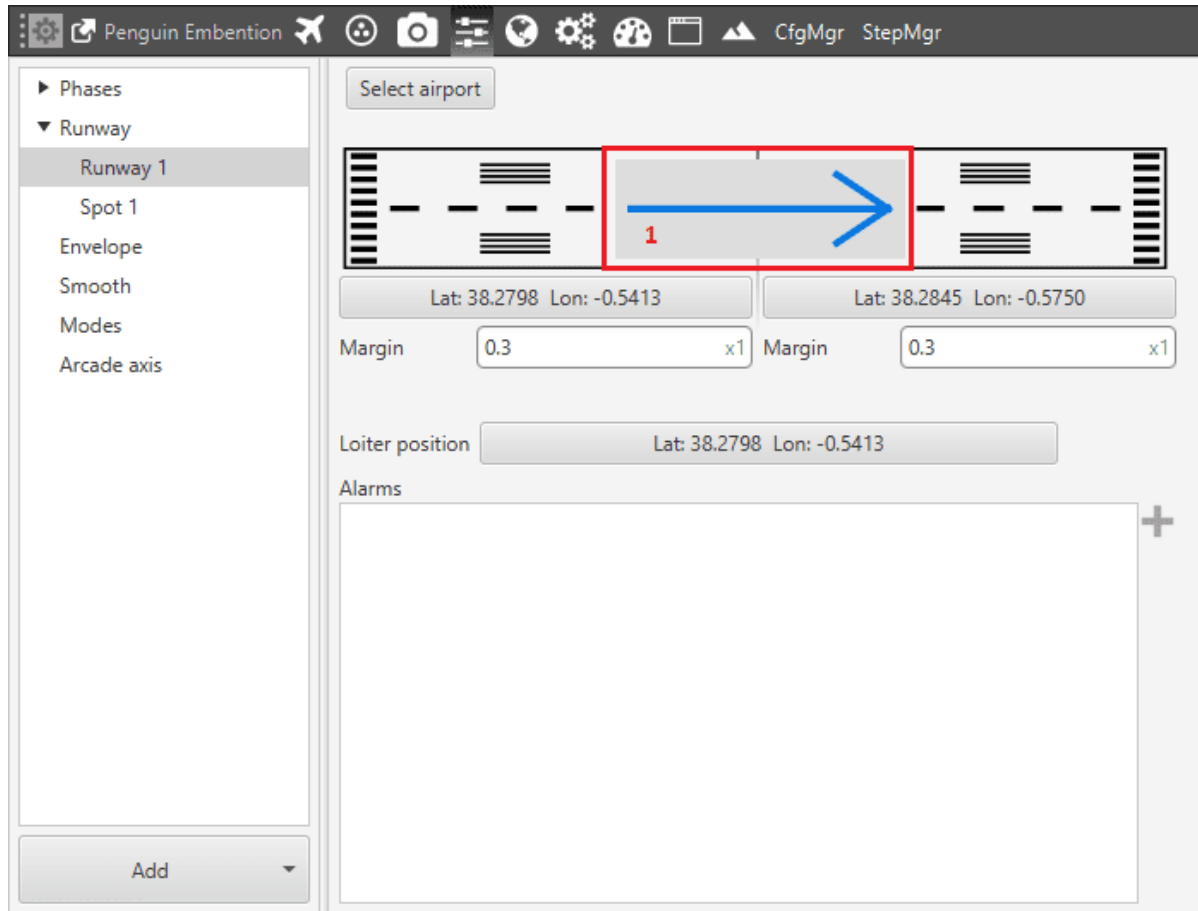 Penguin Embention CfgMgr StepMgr
Phases
Runway
Runway 1
Spot 1
Envelope
Smooth
Modes
Arcade axis
Add
Select airport
1
Lat: 38.2798 Lon: -0.5413 Lat: 38.2845 Lon: -0.5750
Margin 0.3 x1 Margin 0.3 x1
Loiter position Lat: 38.2798 Lon: -0.5413
Alarms